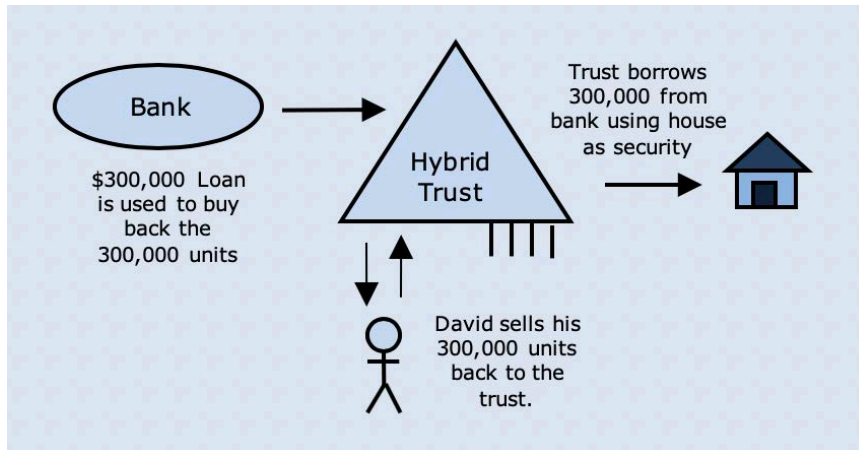 Bank
$300,000 Loan
is used to buy
back the
300,000 units
Hybrid
Trust
Trust borrows
300,000 from
bank using house
as security
David sells his
300,000 units
back to the
trust.